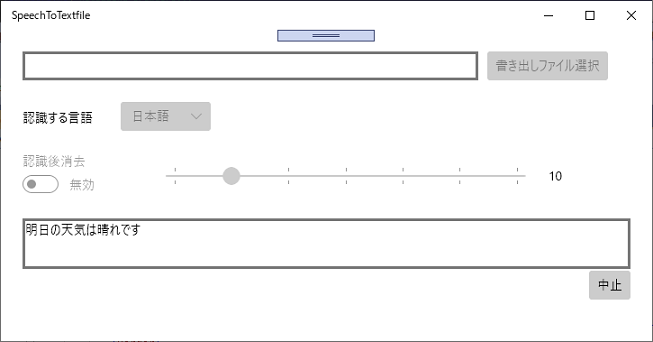 SpeechToTextfile
書き出しファイル選択
認識する言語
日本語
認識後消去
無効
10
明日の天気は晴れです
中止